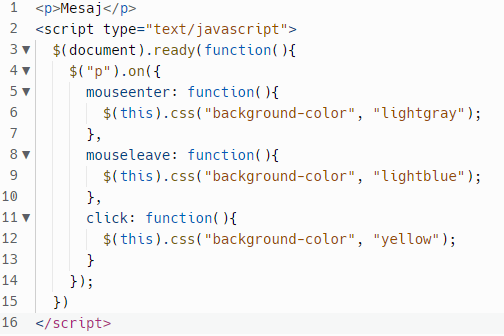 1 <p>Mesaj</p>
2 <script type="text/javascript">
3 ▼ $(document).ready(function(){
4 ▼ $("p").on({
5 ▼ mouseenter: function(){
6 $(this).css("background-color", "lightgray");
7 },
8 ▼ mouseleave: function(){
9 $(this).css("background-color", "lightblue");
10 },
11 ▼ click: function(){
12 $(this).css("background-color", "yellow");
13 }
14 });
15 })
16 </script>